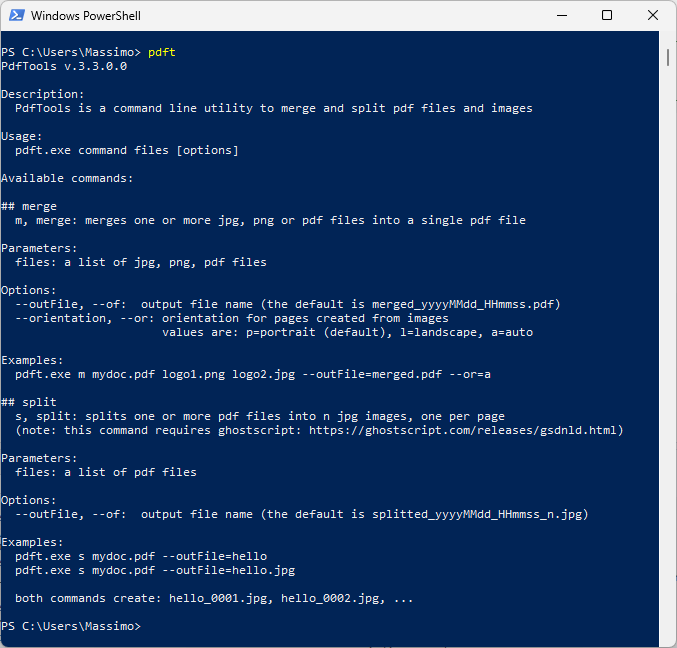 Windows PowerShell
PS C:\Users\Massimo> pdft
PdfTools v.3.3.0.0
Description:
PdfTools is a command line utility to merge and split pdf files and images
Usage:
pdft.exe command files [options]
Available commands:
## merge
m, merge: merges one or more jpg, png or pdf files into a single pdf file
Parameters:
files: a list of jpg, png, pdf files
Options:
--outFile, --of:  output file name (the default is merged_yyyyMMdd_HHmmss.pdf)
--orientation, --or: orientation for pages created from images
values are: p=portrait (default), l=landscape, a=auto
Examples:
pdft.exe m mydoc.pdf logo1.png logo2.jpg --outFile=merged.pdf --or=a
## split
s, split: splits one or more pdf files into n jpg images, one per page
(note: this command requires ghostscript: https://ghostscript.com/releases/gsdnld.html)
Parameters:
files: a list of pdf files
Options:
--outFile, --of:  output file name (the default is splitted_yyyyMMdd_HHmmss_n.jpg)
Examples:
pdft.exe s mydoc.pdf --outFile=hello
pdft.exe s mydoc.pdf --outFile=hello.jpg
both commands create: hello_0001.jpg, hello_0002.jpg, ...
PS C:\Users\Massimo>